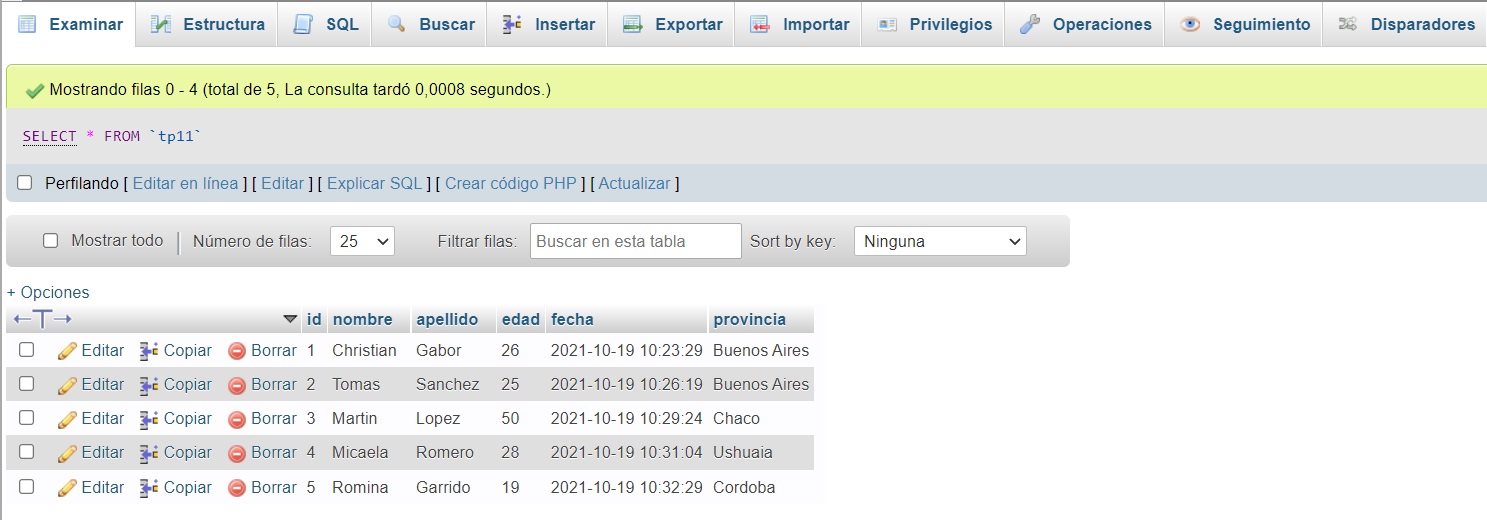 Examinar Estructura SQL Buscar Insertar Exportar Importar Privilegios Operaciones Seguimiento Disparadores
Mostrando filas 0 - 4 (total de 5, La consulta tardó 0,0008 segundos.)
SELECT * FROM `tp11`
Perfilando [ Editar en línea ] [ Editar ] [ Explicar SQL ] [ Crear código PHP ] [ Actualizar ]
Mostrar todo | Número de filas: 25 Filtrar filas: Buscar en esta tabla Sort by key: Ninguna
+ Opciones
←T→ id nombre apellido edad fecha provincia
Editar Copiar Borrar 1 Christian Gabor 26 2021-10-19 10:23:29 Buenos Aires
Editar Copiar Borrar 2 Tomas Sanchez 25 2021-10-19 10:26:19 Buenos Aires
Editar Copiar Borrar 3 Martin Lopez 50 2021-10-19 10:29:24 Chaco
Editar Copiar Borrar 4 Micaela Romero 28 2021-10-19 10:31:04 Ushuaia
Editar Copiar Borrar 5 Romina Garrido 19 2021-10-19 10:32:29 Cordoba